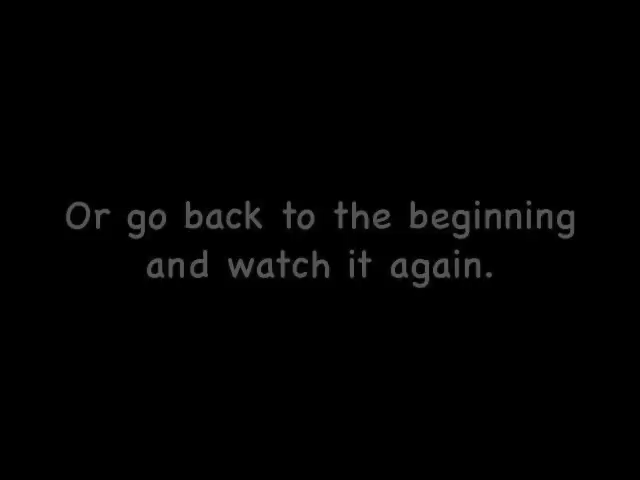 Or go back to the beginning
and watch it again.